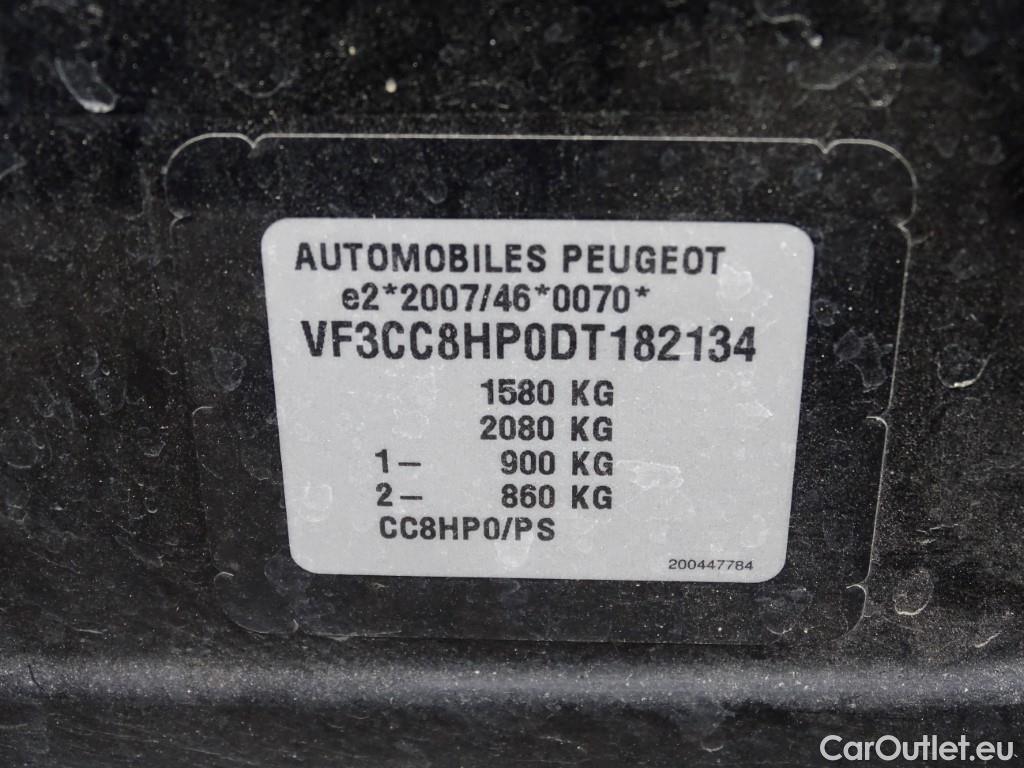 AUTOMOBILES PEUGEOT
e2*2007/46*0070*
VF3CC8HP0DT182134
1580 KG
2080 KG
1- 900 KG
2- 860 KG
CC8HP0/PS
200447784
CarOutlet.eu